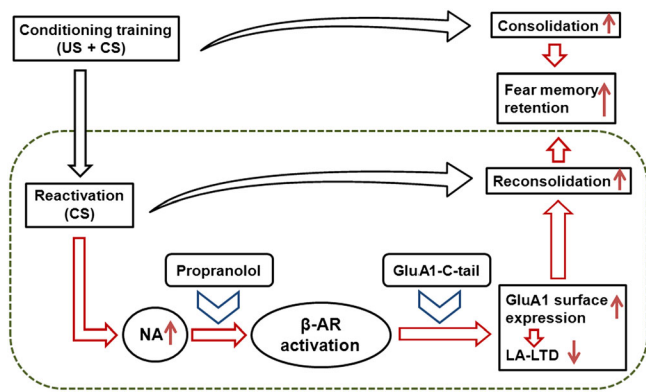 Conditioning training
(US + CS)
Consolidation
Fear memory
retention
Reactivation
(CS)
Reconsolidation
Propranolol
GluA1-C-tail
NA
β-AR
activation
GluA1 surface
expression
LA-LTD